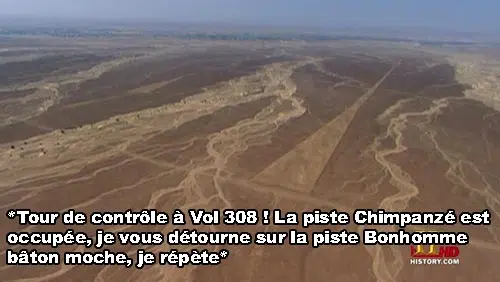 *Tour de contrôle à Vol 308 ! La piste Chimpanzé est
occupée, je vous détourne sur la piste Bonhomme
bâton moche, je répète*
HD
HISTORY.COM